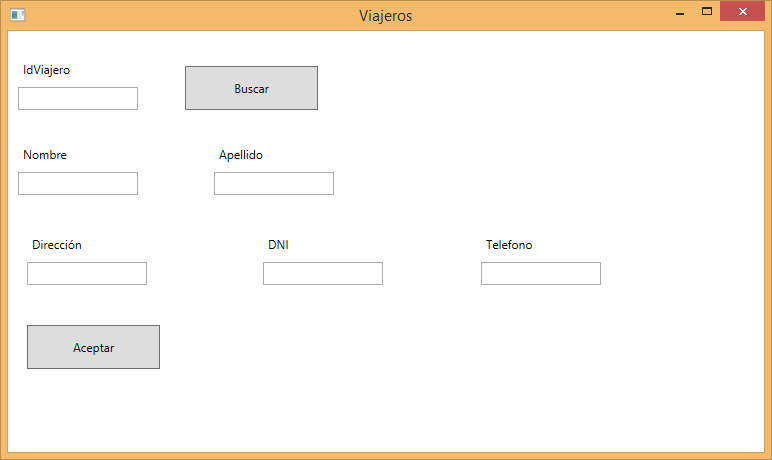 Viajeros
IdViajero
Buscar
Nombre
Apellido
Dirección
DNI
Telefono
Aceptar